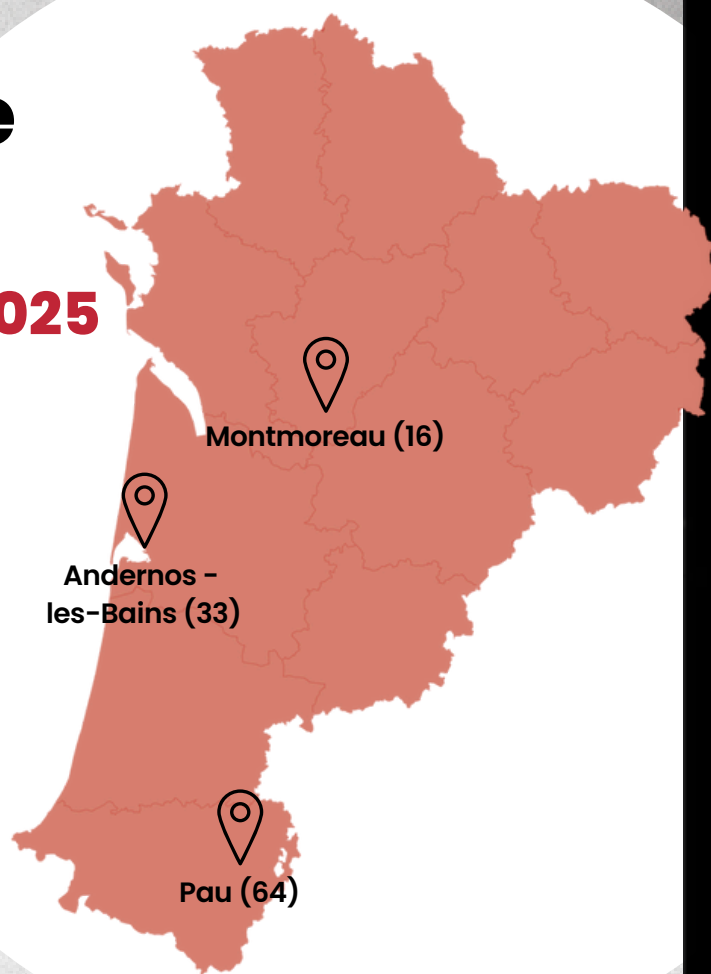 025
Montmoreau (16)
Andernos -
les-Bains (33)
Pau (64)